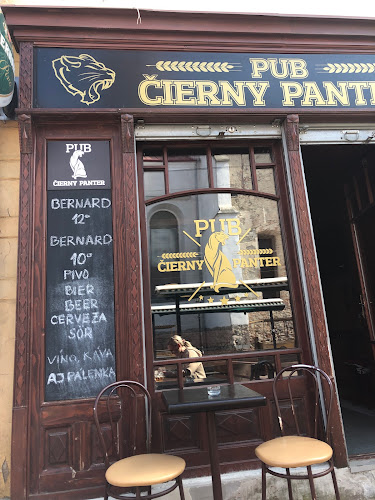 PUB
ČIERNY PANTER
PUB
ČIERNY PANTER
BERNARD
12°
BERNARD
10°
PIVO
BIER
BEER
CERVEZA
SÖR
VÍNO, KÁVA
AJ PÁLENKA
PUB
ČIERNY PANTER